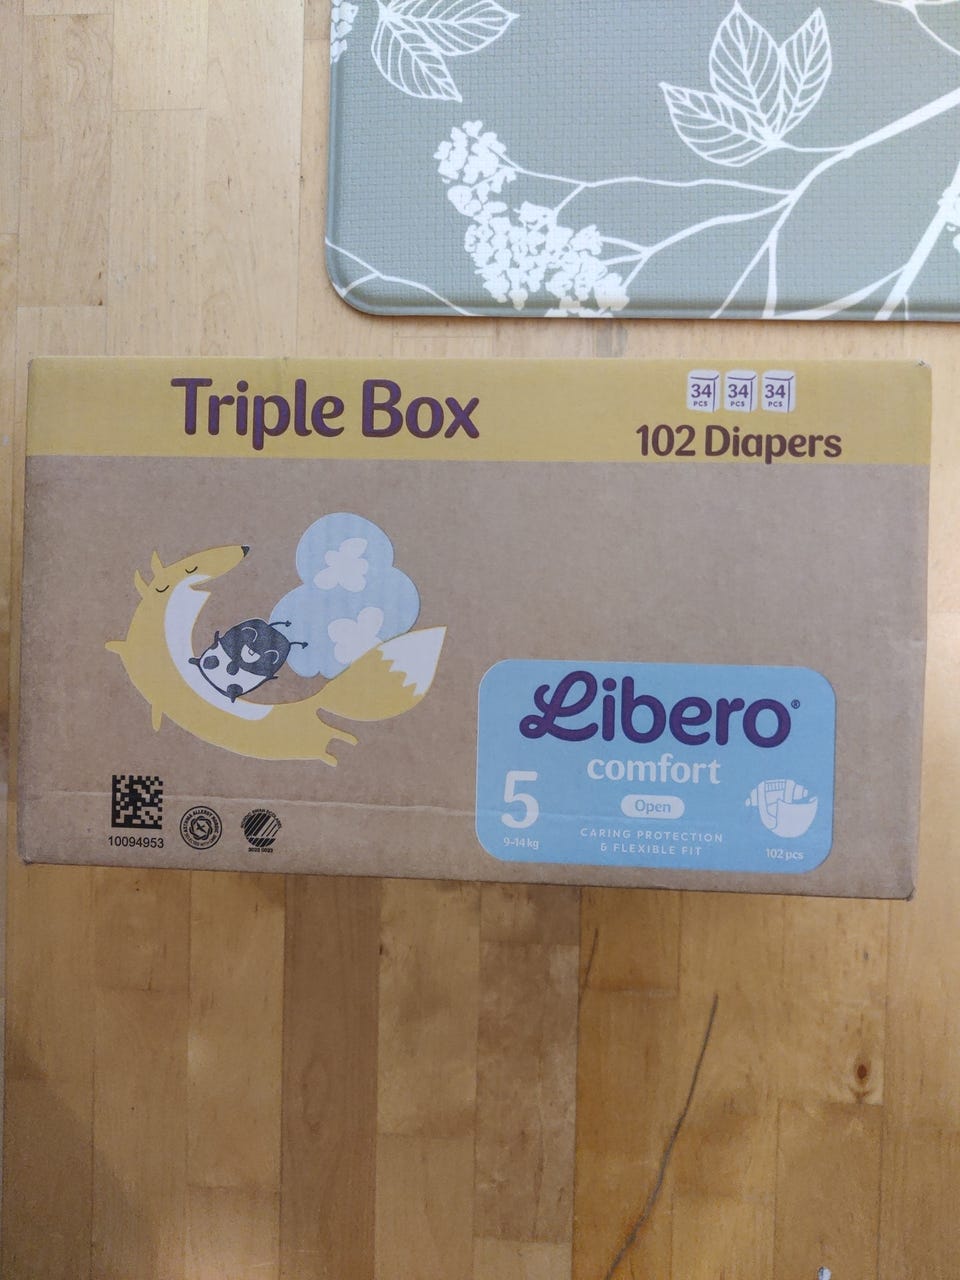 Triple Box
34 34 34
PCS PCS PCS
102 Diapers
Libero®
comfort
5
Open
CARING PROTECTION
& FLEXIBLE FIT
9-14 kg
102 pcs
10094953